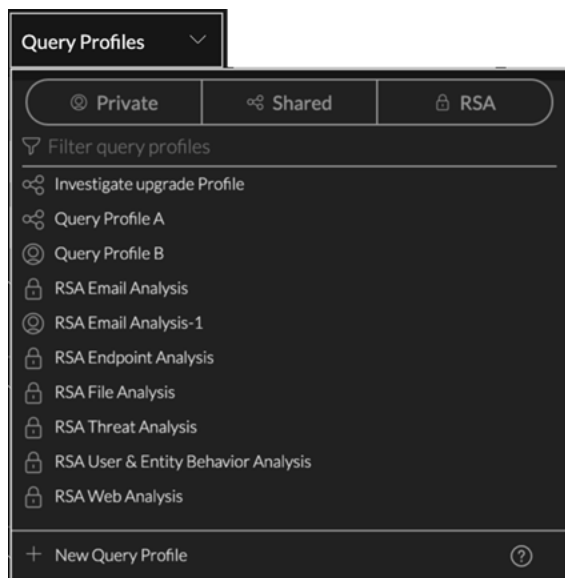 Query Profiles
Private Shared RSA
Filter query profiles
Investigate upgrade Profile
Query Profile A
Query Profile B
RSA Email Analysis
RSA Email Analysis-1
RSA Endpoint Analysis
RSA File Analysis
RSA Threat Analysis
RSA User & Entity Behavior Analysis
RSA Web Analysis
+ New Query Profile ?